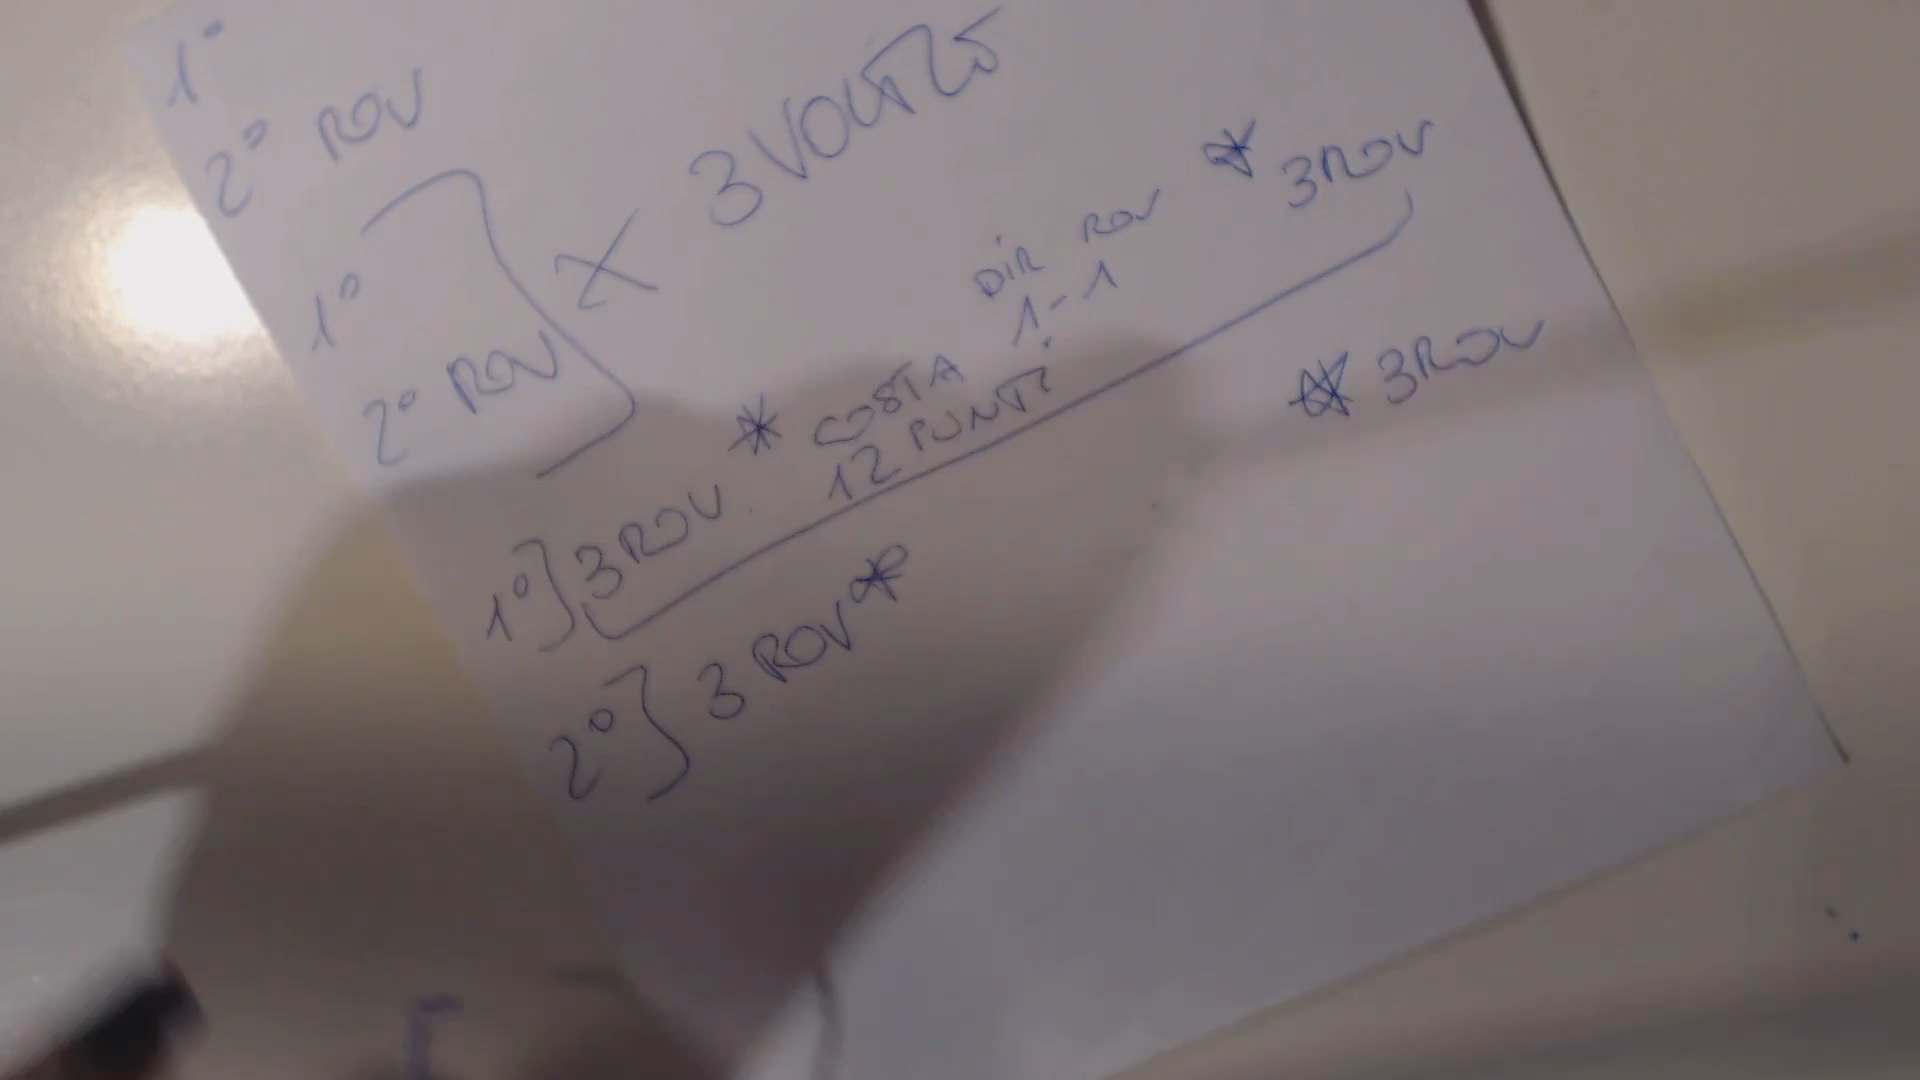 1°
2° ROV
1°
2° ROV
X 3 VOLTE
1° 3 ROV * COSTA 1-1 DIR ROV * 3 ROV
12 PUNTI
2° 3 ROV * * 3 ROV